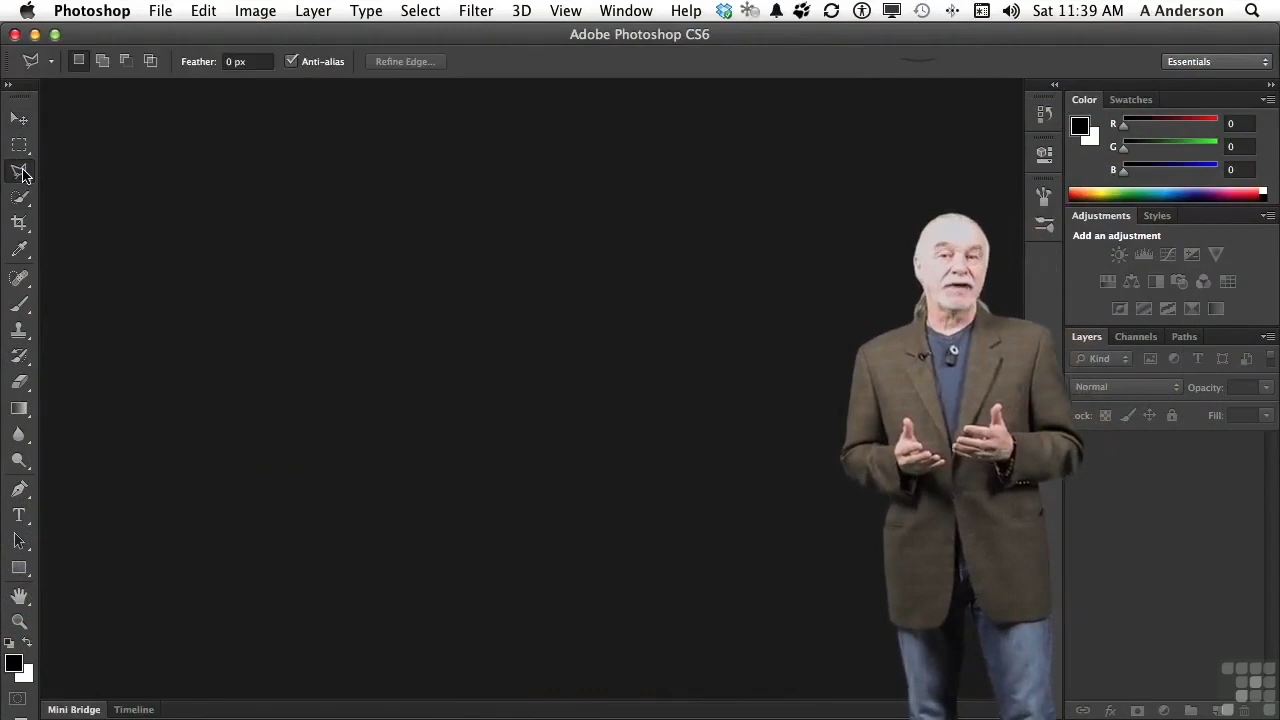 Photoshop File Edit Image Layer Type Select Filter 3D View Window Help Sat 11:39 AM A Anderson
Adobe Photoshop CS6
Feather: 0 px Anti-alias Refine Edge... Essentials
Color Swatches
R 0
G 0
B 0
Adjustments Styles
Add an adjustment
Layers Channels Paths
Kind
Normal Opacity:
ock: Fill:
Mini Bridge Timeline